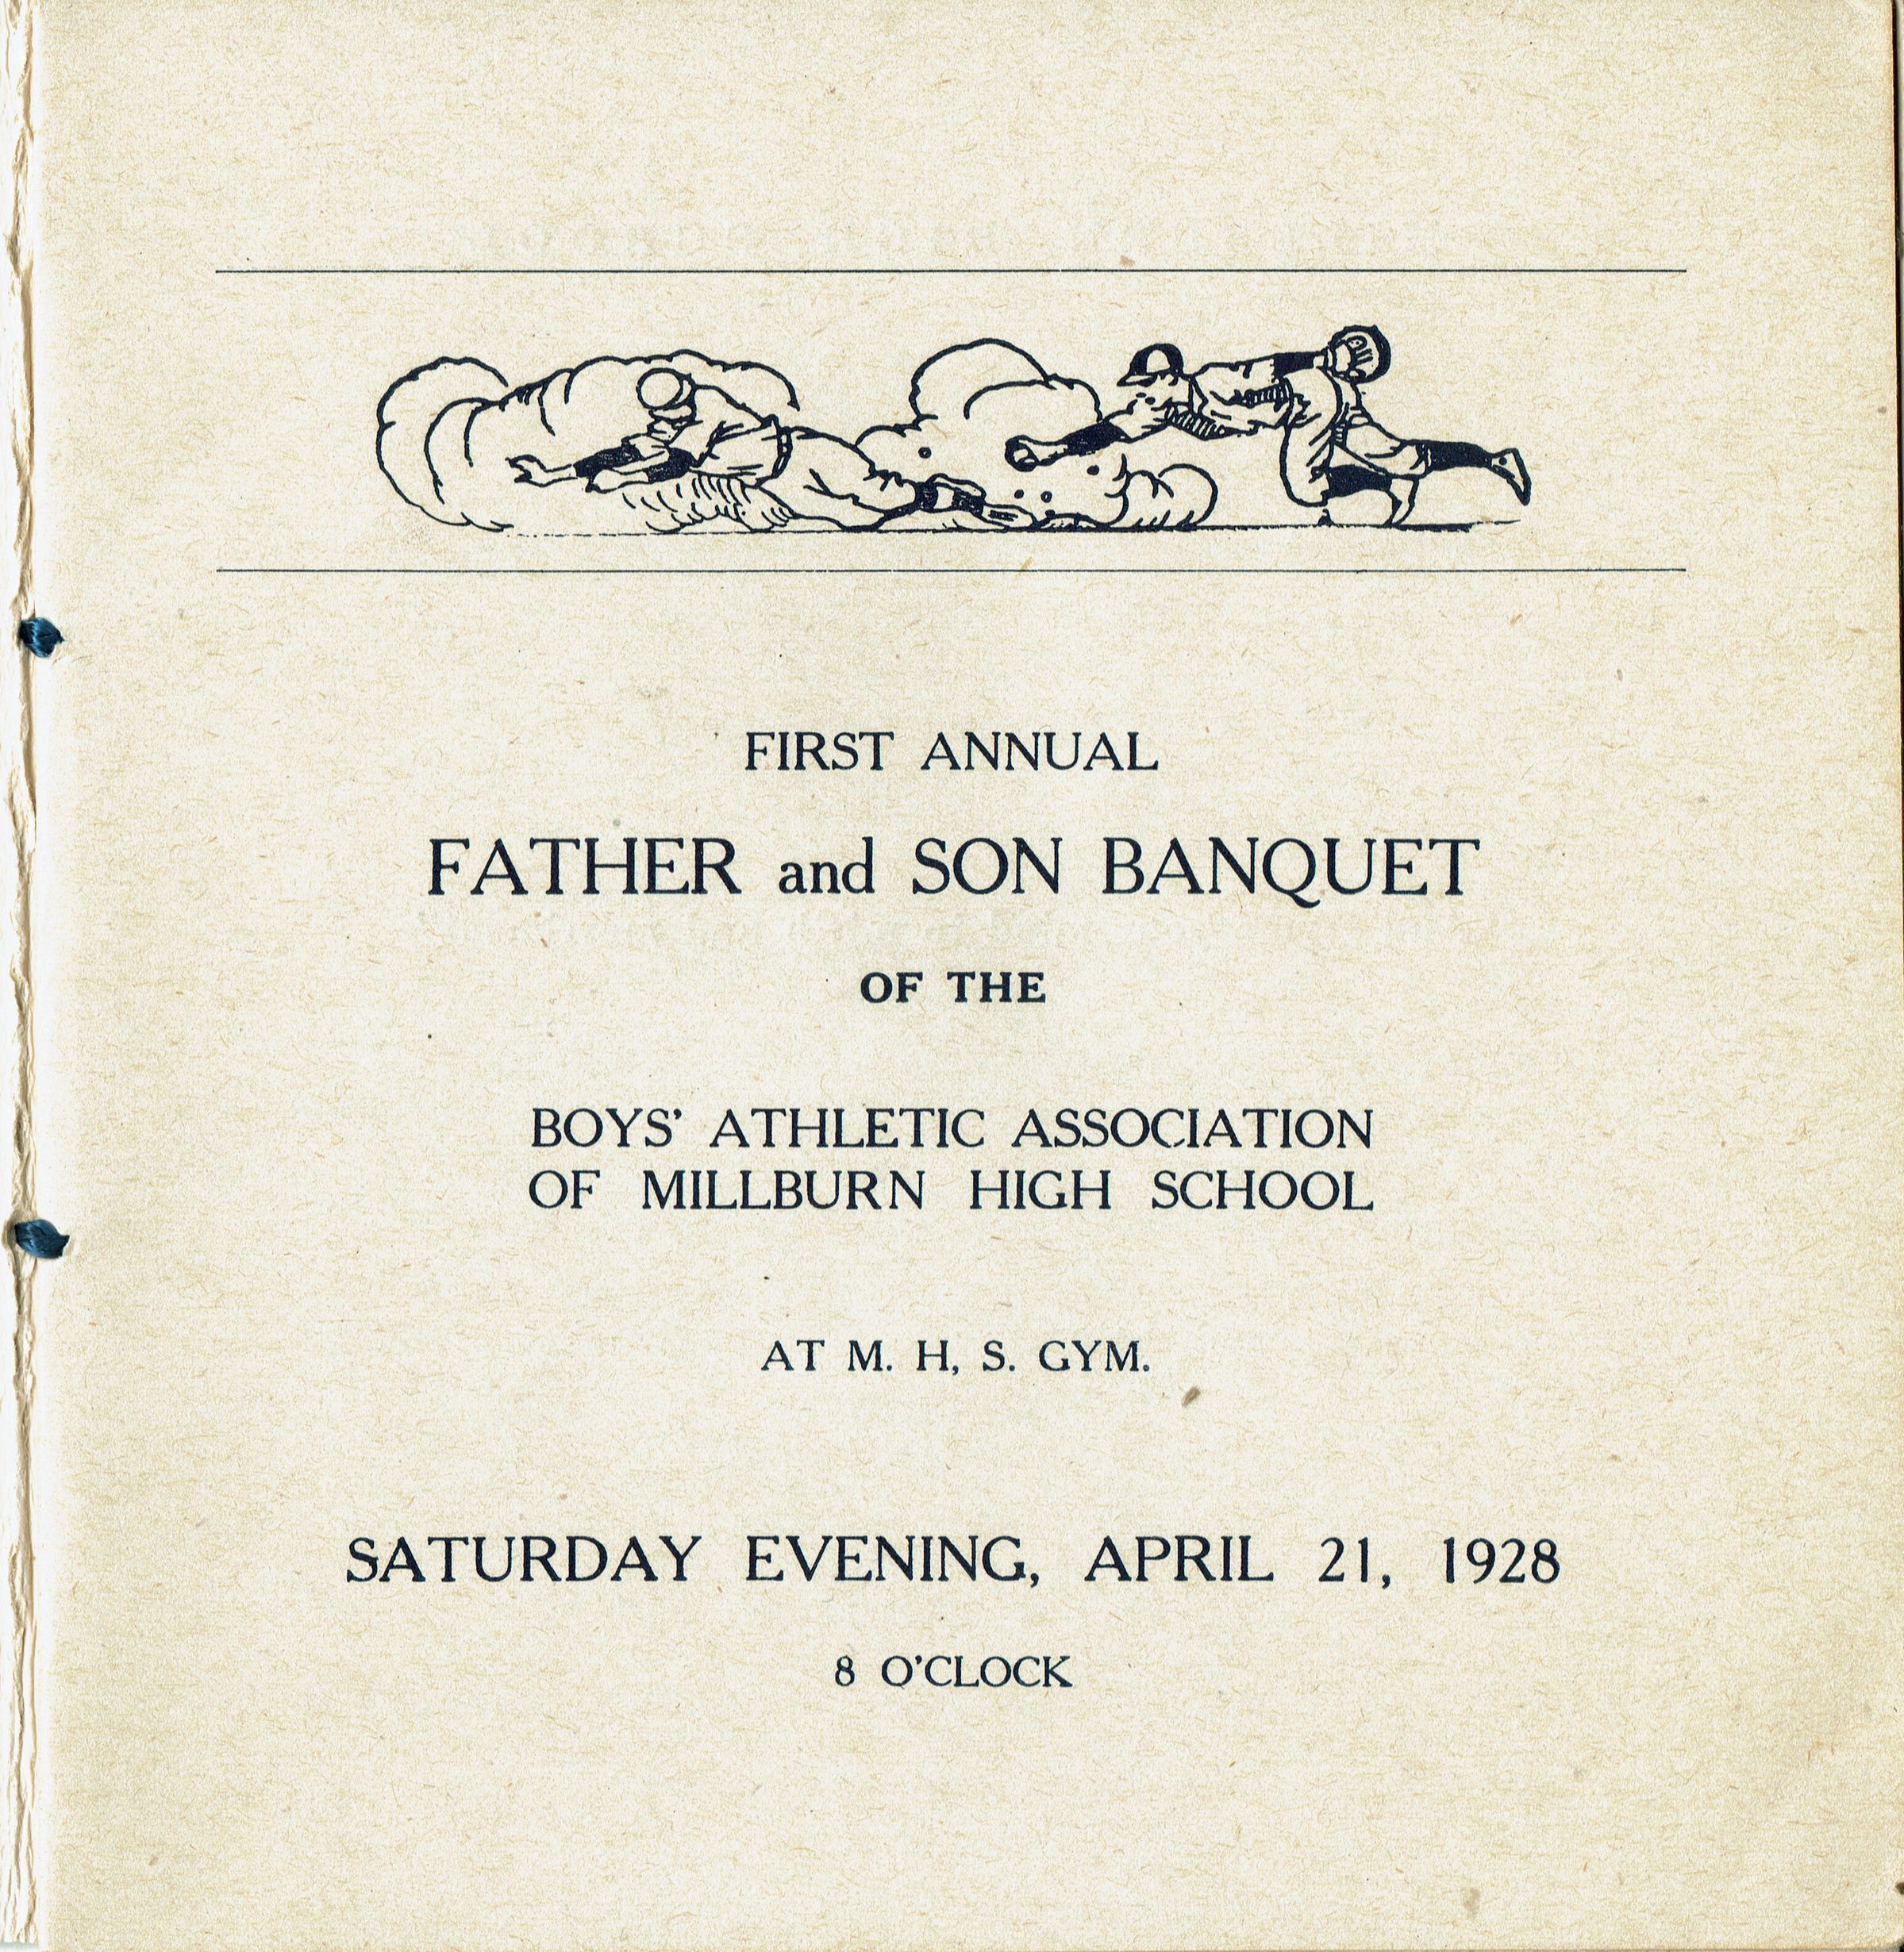 FIRST ANNUAL
FATHER and SON BANQUET
OF THE
BOYS' ATHLETIC ASSOCIATION
OF MILLBURN HIGH SCHOOL
AT M. H, S. GYM.
SATURDAY EVENING, APRIL 21, 1928
8 O'CLOCK